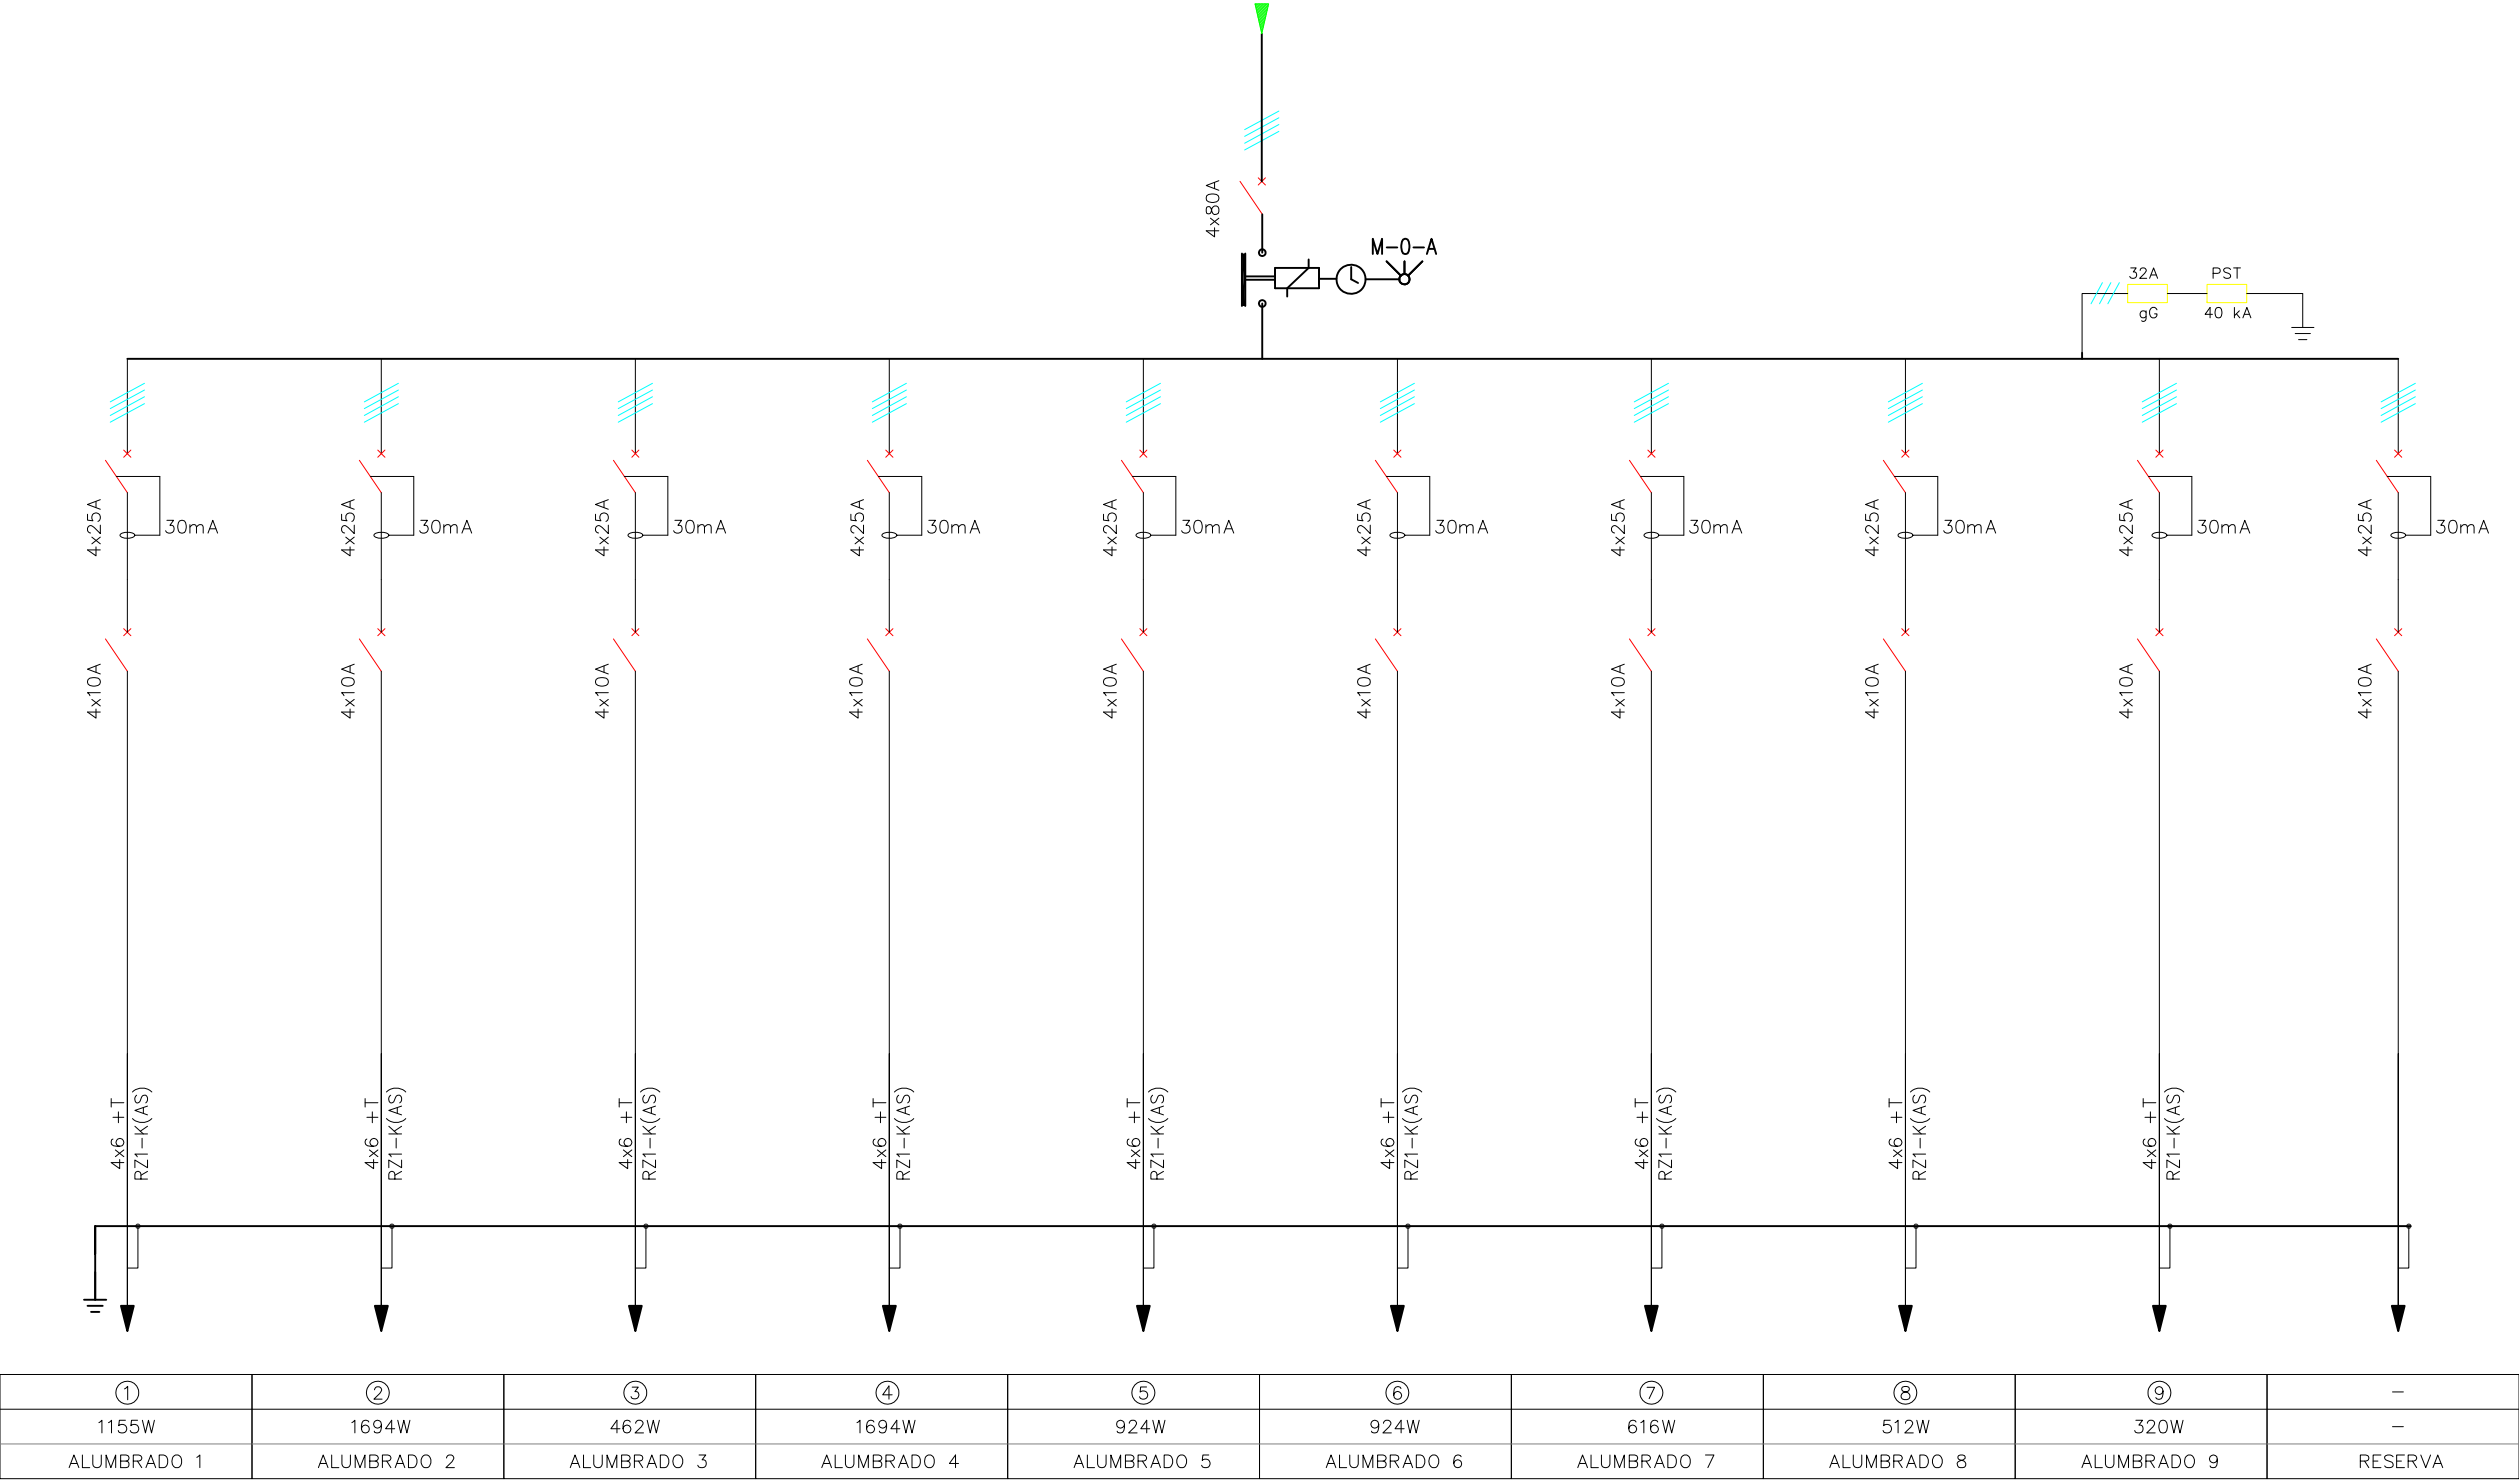 4x80A
M-0-A
32A PST
gG 40 kA
4x25A 30mA 4x25A 30mA 4x25A 30mA 4x25A 30mA 4x25A 30mA 4x25A 30mA 4x25A 30mA 4x25A 30mA 4x25A 30mA 4x25A 30mA
4x10A 4x10A 4x10A 4x10A 4x10A 4x10A 4x10A 4x10A 4x10A 4x10A
4x6 +T RZ1-K(AS) 4x6 +T RZ1-K(AS) 4x6 +T RZ1-K(AS) 4x6 +T RZ1-K(AS) 4x6 +T RZ1-K(AS) 4x6 +T RZ1-K(AS) 4x6 +T RZ1-K(AS) 4x6 +T RZ1-K(AS) 4x6 +T RZ1-K(AS)
1 2 3 4 5 6 7 8 9 -
1155W 1694W 462W 1694W 924W 924W 616W 512W 320W -
ALUMBRADO 1 ALUMBRADO 2 ALUMBRADO 3 ALUMBRADO 4 ALUMBRADO 5 ALUMBRADO 6 ALUMBRADO 7 ALUMBRADO 8 ALUMBRADO 9 RESERVA